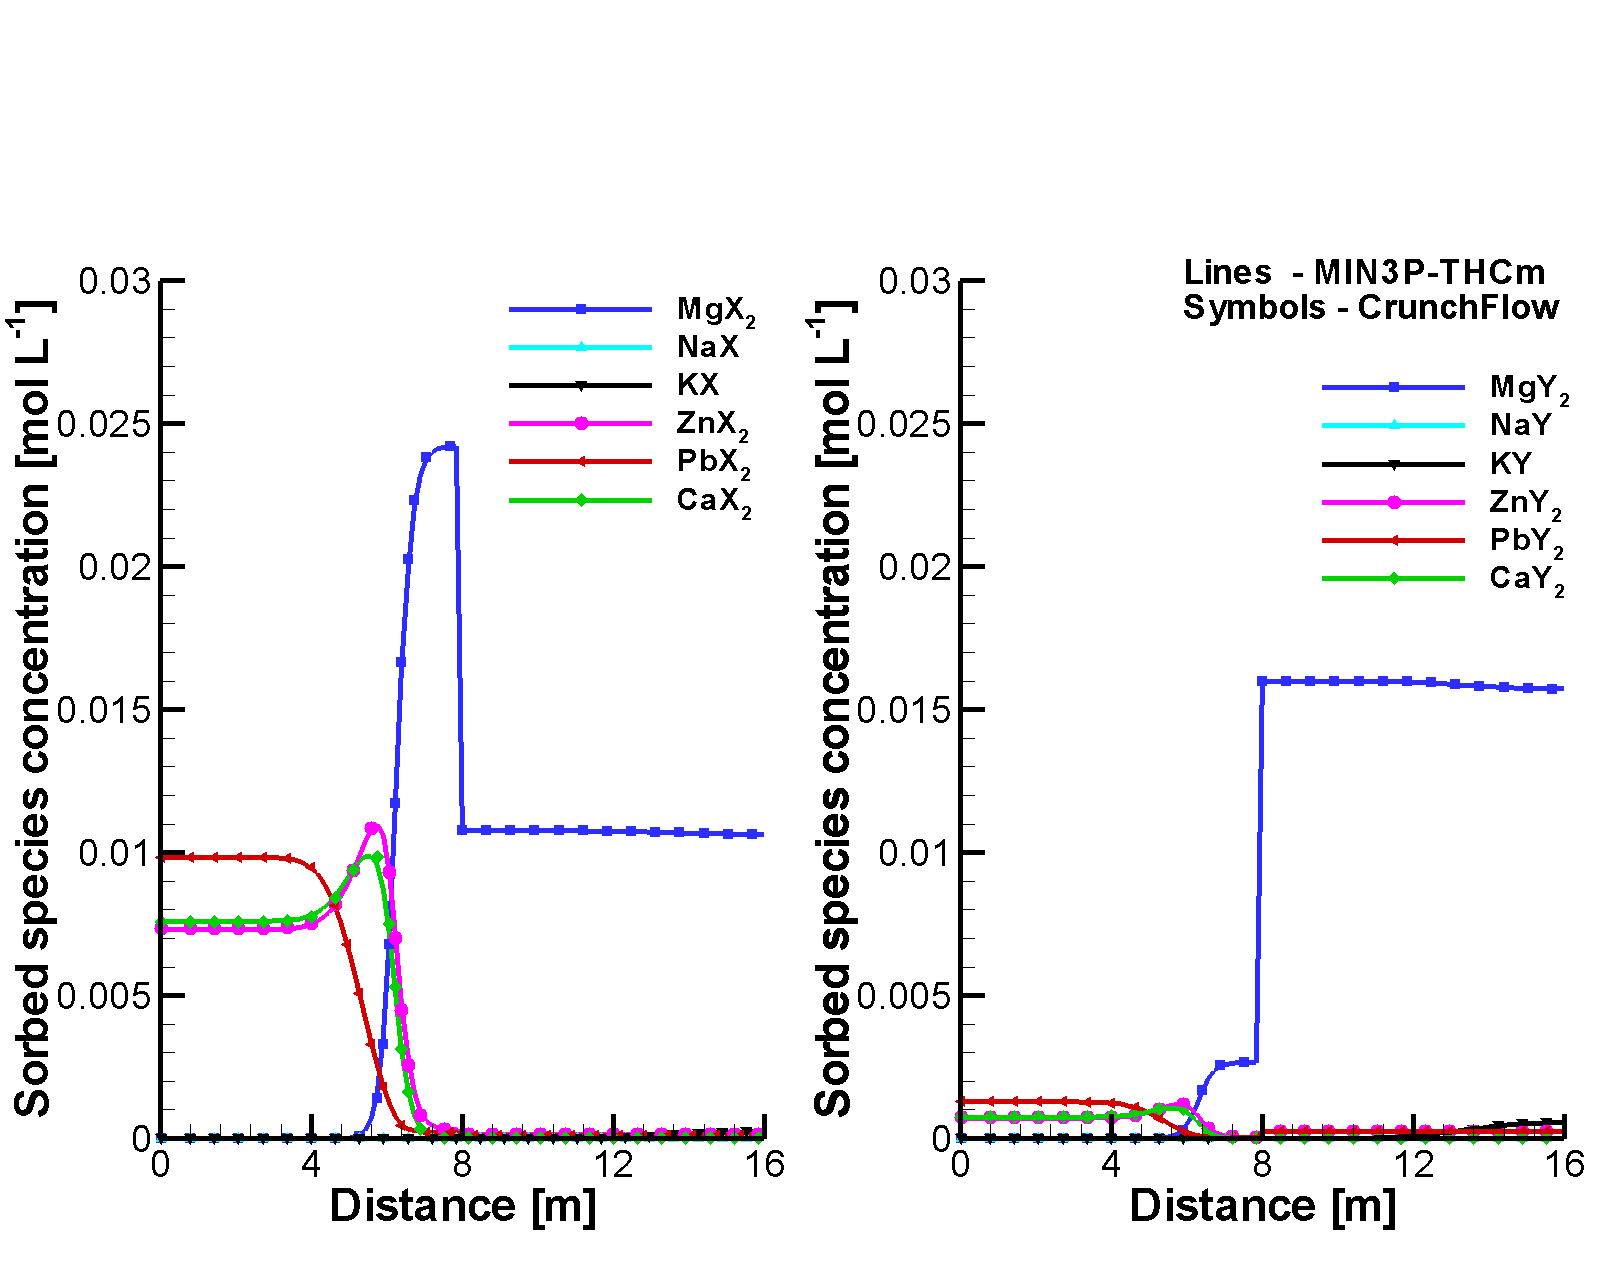 Sorbed species concentration [mol L⁻¹]
0.03
0.025
0.02
0.015
0.01
0.005
0
0 4 8 12 16
Distance [m]
MgX₂
NaX
KX
ZnX₂
PbX₂
CaX₂
Lines - MIN3P-THCm
Symbols - CrunchFlow
Sorbed species concentration [mol L⁻¹]
0.03
0.025
0.02
0.015
0.01
0.005
0
0 4 8 12 16
Distance [m]
MgY₂
NaY
KY
ZnY₂
PbY₂
CaY₂